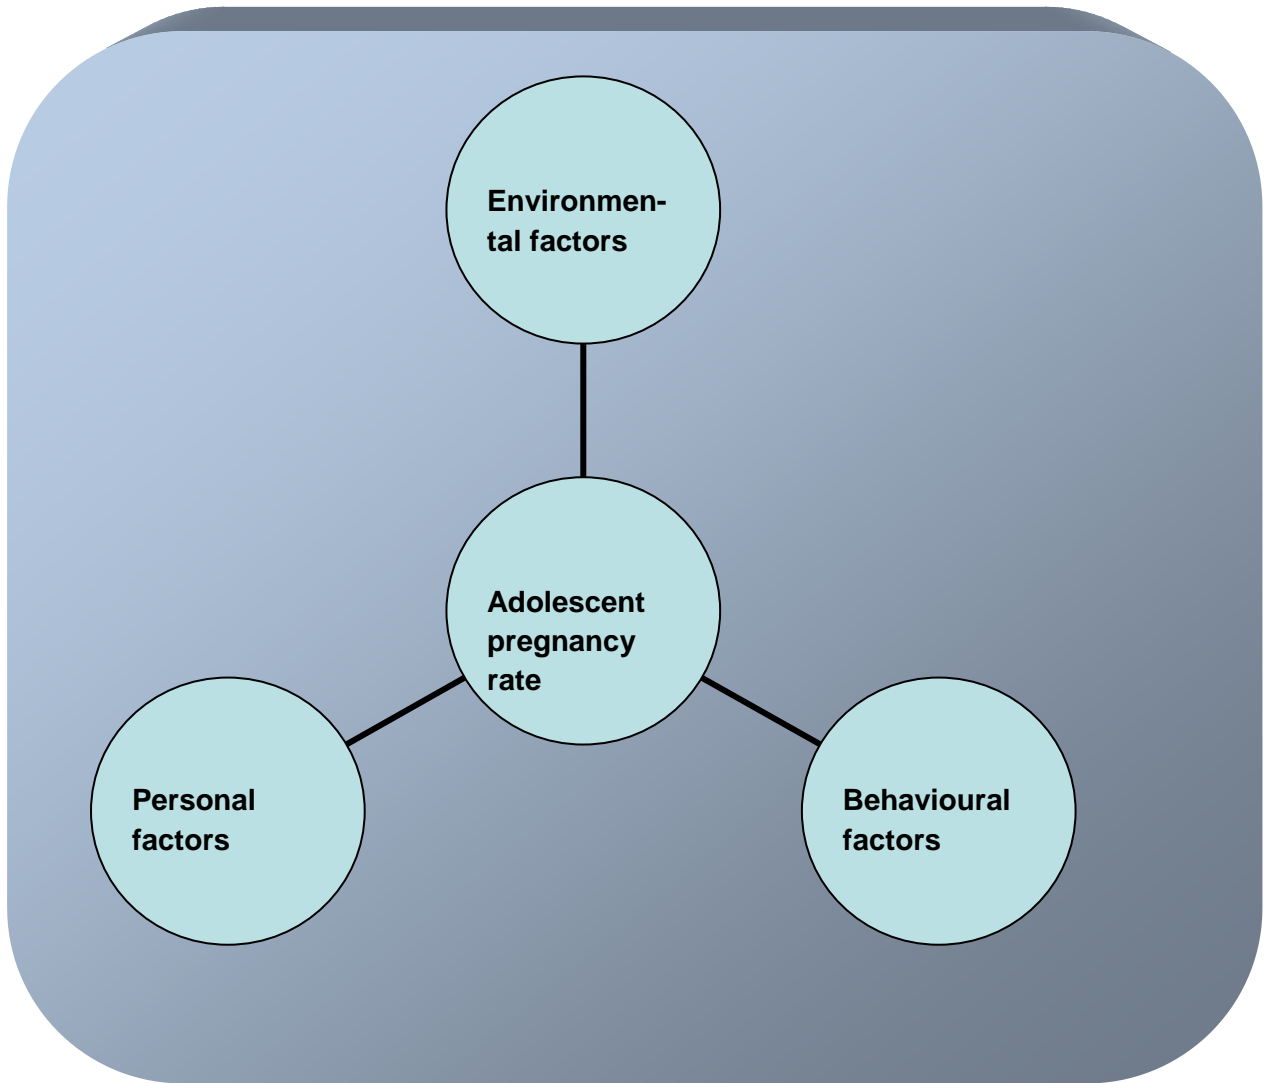 Environmen-
tal factors
Adolescent
pregnancy
rate
Personal
factors
Behavioural
factors